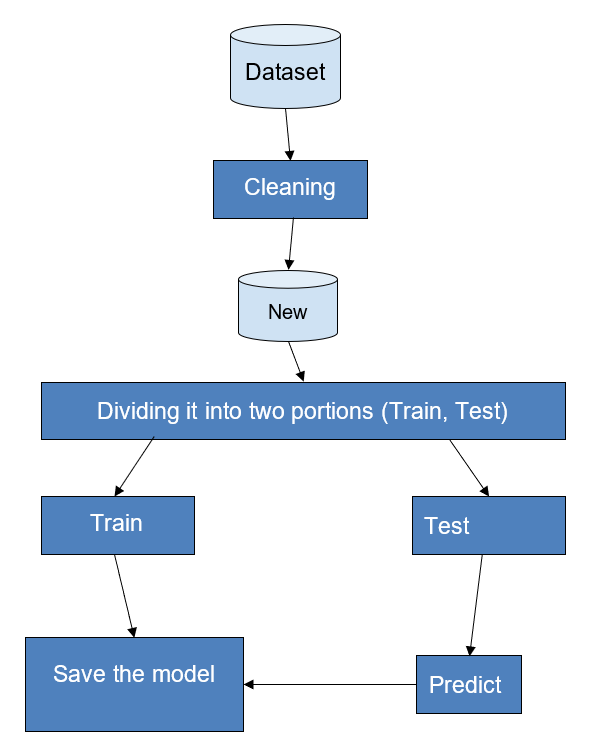 Dataset
Cleaning
New
Dividing it into two portions (Train, Test)
Train
Test
Save the model
Predict